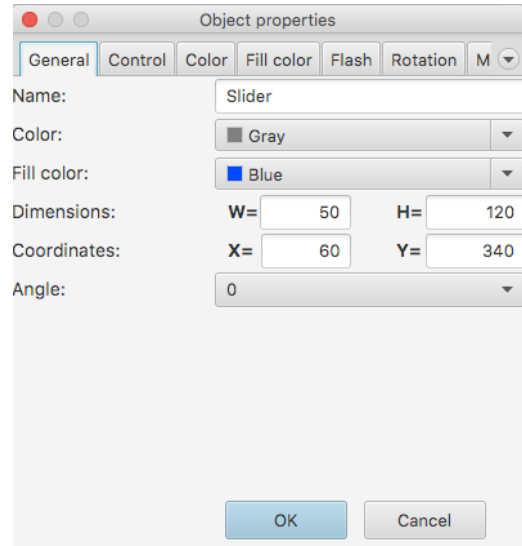 Object properties
General Control Color Fill color Flash Rotation M
Name: Slider
Color: Gray
Fill color: Blue
Dimensions: W= 50 H= 120
Coordinates: X= 60 Y= 340
Angle: 0
OK Cancel